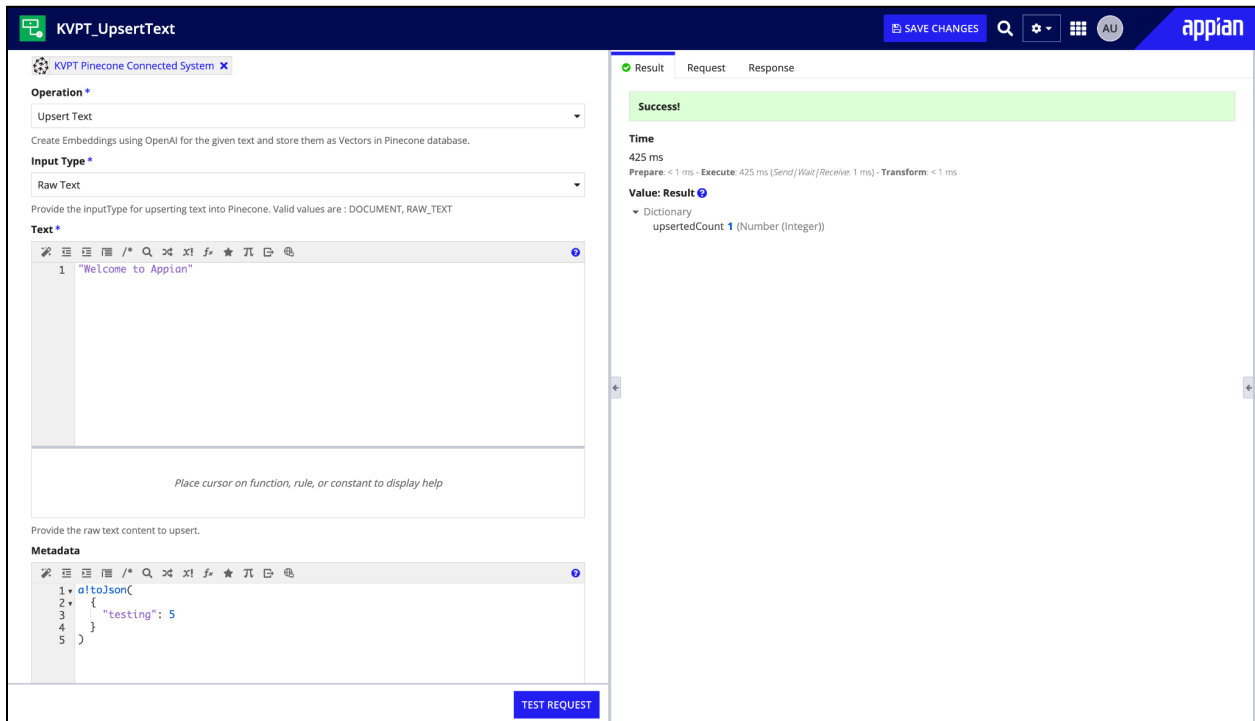 KVPT_UpsertText
SAVE CHANGES
AU
appian
KVPT Pinecone Connected System
Operation *
Upsert Text
Create Embeddings using OpenAI for the given text and store them as Vectors in Pinecone database.
Input Type *
Raw Text
Provide the inputType for upserting text into Pinecone. Valid values are : DOCUMENT, RAW_TEXT
Text *
1 "Welcome to Appian"
Place cursor on function, rule, or constant to display help
Provide the raw text content to upsert.
Metadata
1 a!toJson(
2 {
3 "testing": 5
4 }
5 )
TEST REQUEST
Result Request Response
Success!
Time
425 ms
Prepare: < 1 ms - Execute: 425 ms (Send | Wait | Receive: 1 ms) - Transform: < 1 ms
Value: Result
Dictionary
upsertedCount 1 (Number (Integer))